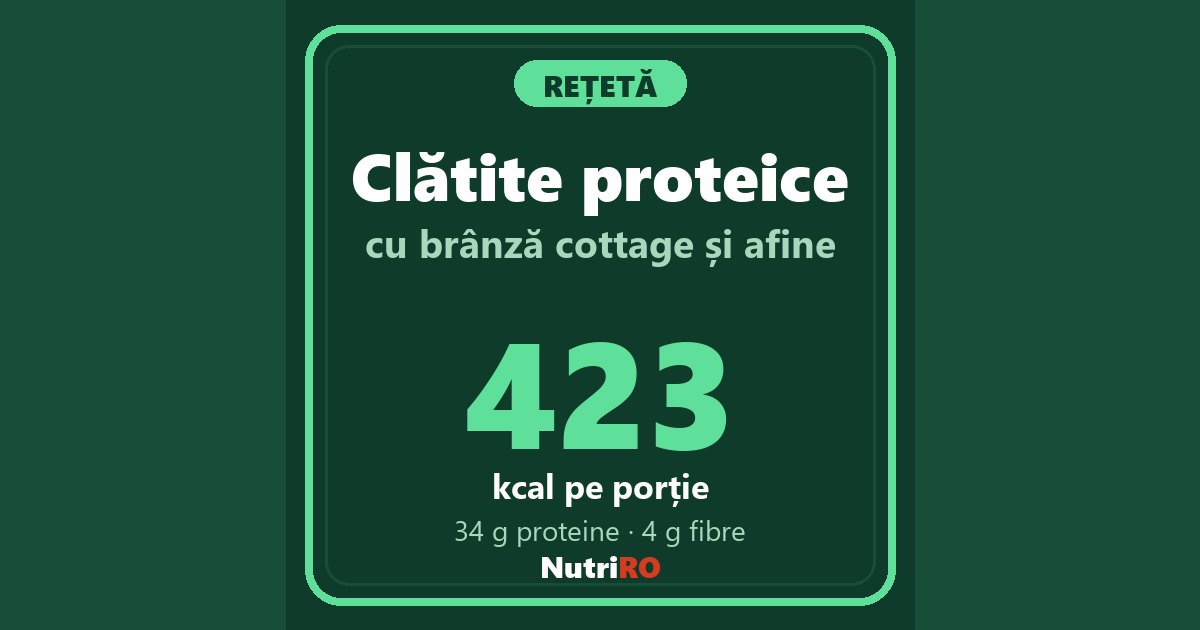 REȚETĂ
Clătite proteice
cu brânză cottage și afine
423
kcal pe porție
34 g proteine · 4 g fibre
NutriRO